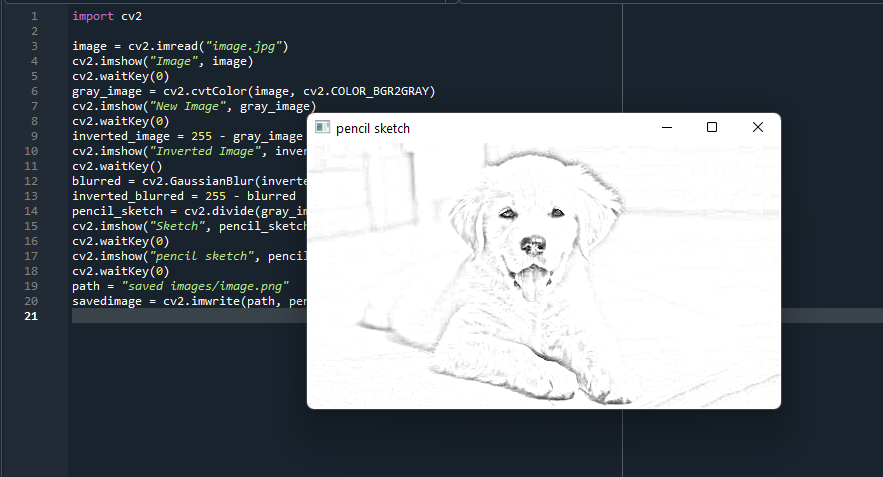 1 import cv2
2
3 image = cv2.imread("image.jpg")
4 cv2.imshow("Image", image)
5 cv2.waitKey(0)
6 gray_image = cv2.cvtColor(image, cv2.COLOR_BGR2GRAY)
7 cv2.imshow("New Image", gray_image)
8 cv2.waitKey(0)
9 inverted_image = 255 - gray_image
10 cv2.imshow("Inverted Image", inver
11 cv2.waitKey()
12 blurred = cv2.GaussianBlur(inverte
13 inverted_blurred = 255 - blurred
14 pencil_sketch = cv2.divide(gray_im
15 cv2.imshow("Sketch", pencil_sketch
16 cv2.waitKey(0)
17 cv2.imshow("pencil sketch", pencil
18 cv2.waitKey(0)
19 path = "saved images/image.png"
20 savedimage = cv2.imwrite(path, pen
21
pencil sketch